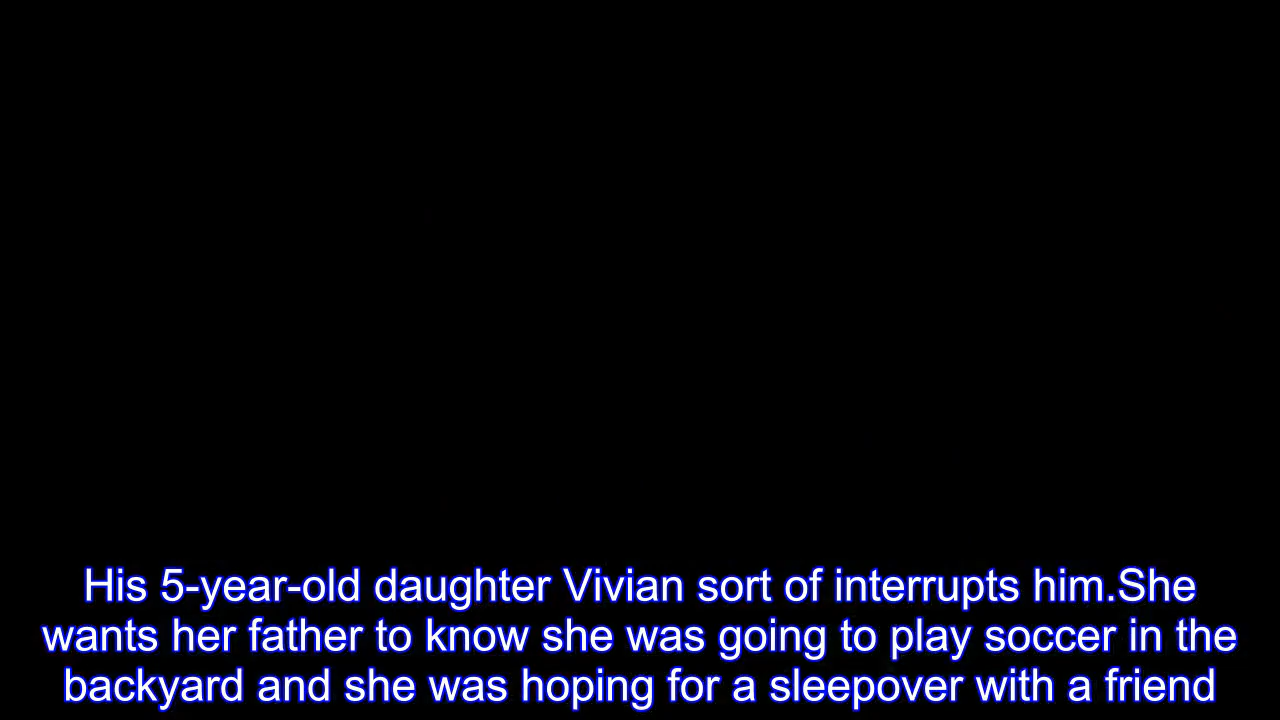 His 5-year-old daughter Vivian sort of interrupts him.She
wants her father to know she was going to play soccer in the
backyard and she was hoping for a sleepover with a friend